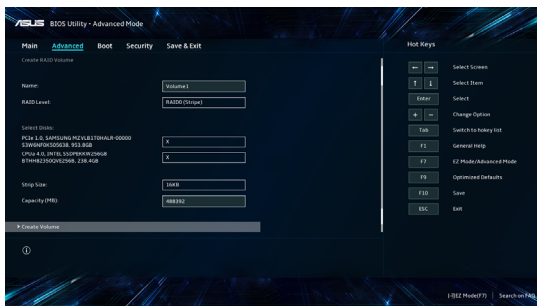 ASUS BIOS Utility - Advanced Mode
Main Advanced Boot Security Save & Exit
Hot Keys
Create RAID Volume
Name: Volume1
RAID Level: RAID0 (Stripe)
Select Disks:
PCIe 1.0, SAMSUNG MZVLB1T0HALR-00000
S3W6NF0K505638, 953.8GB X
CPUa 4.0, INTEL SSDPEKKW256G8
BTHH82350QVE256B, 238.4GB X
Strip Size: 16KB
Capacity (MB): 488392
Create Volume
← → Select Screen
↑ ↓ Select Item
Enter Select
+ − Change Option
Tab Switch to hokey list
F1 General Help
F7 EZ Mode/Advanced Mode
F9 Optimized Defaults
F10 Save
ESC Exit
EZ Mode(F7) | Search on FAQ